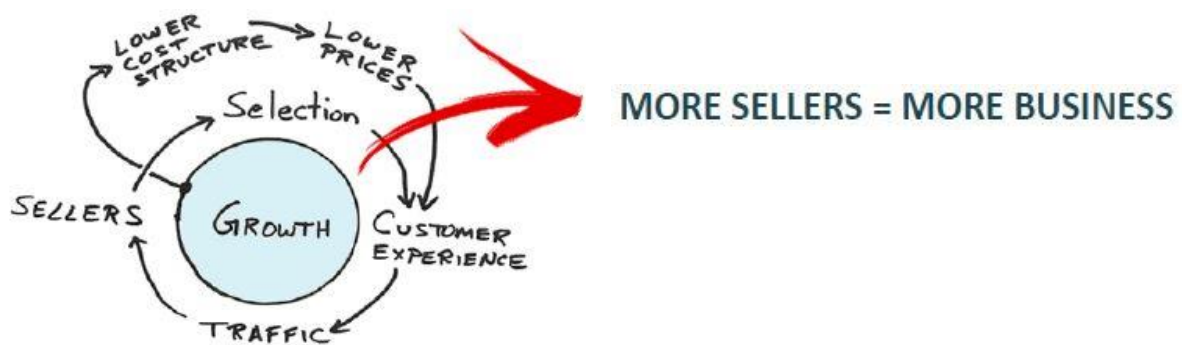 LOWER
COST
STRUCTURE
LOWER
PRICES
Selection
MORE SELLERS = MORE BUSINESS
SELLERS
GROWTH
CUSTOMER
EXPERIENCE
TRAFFIC